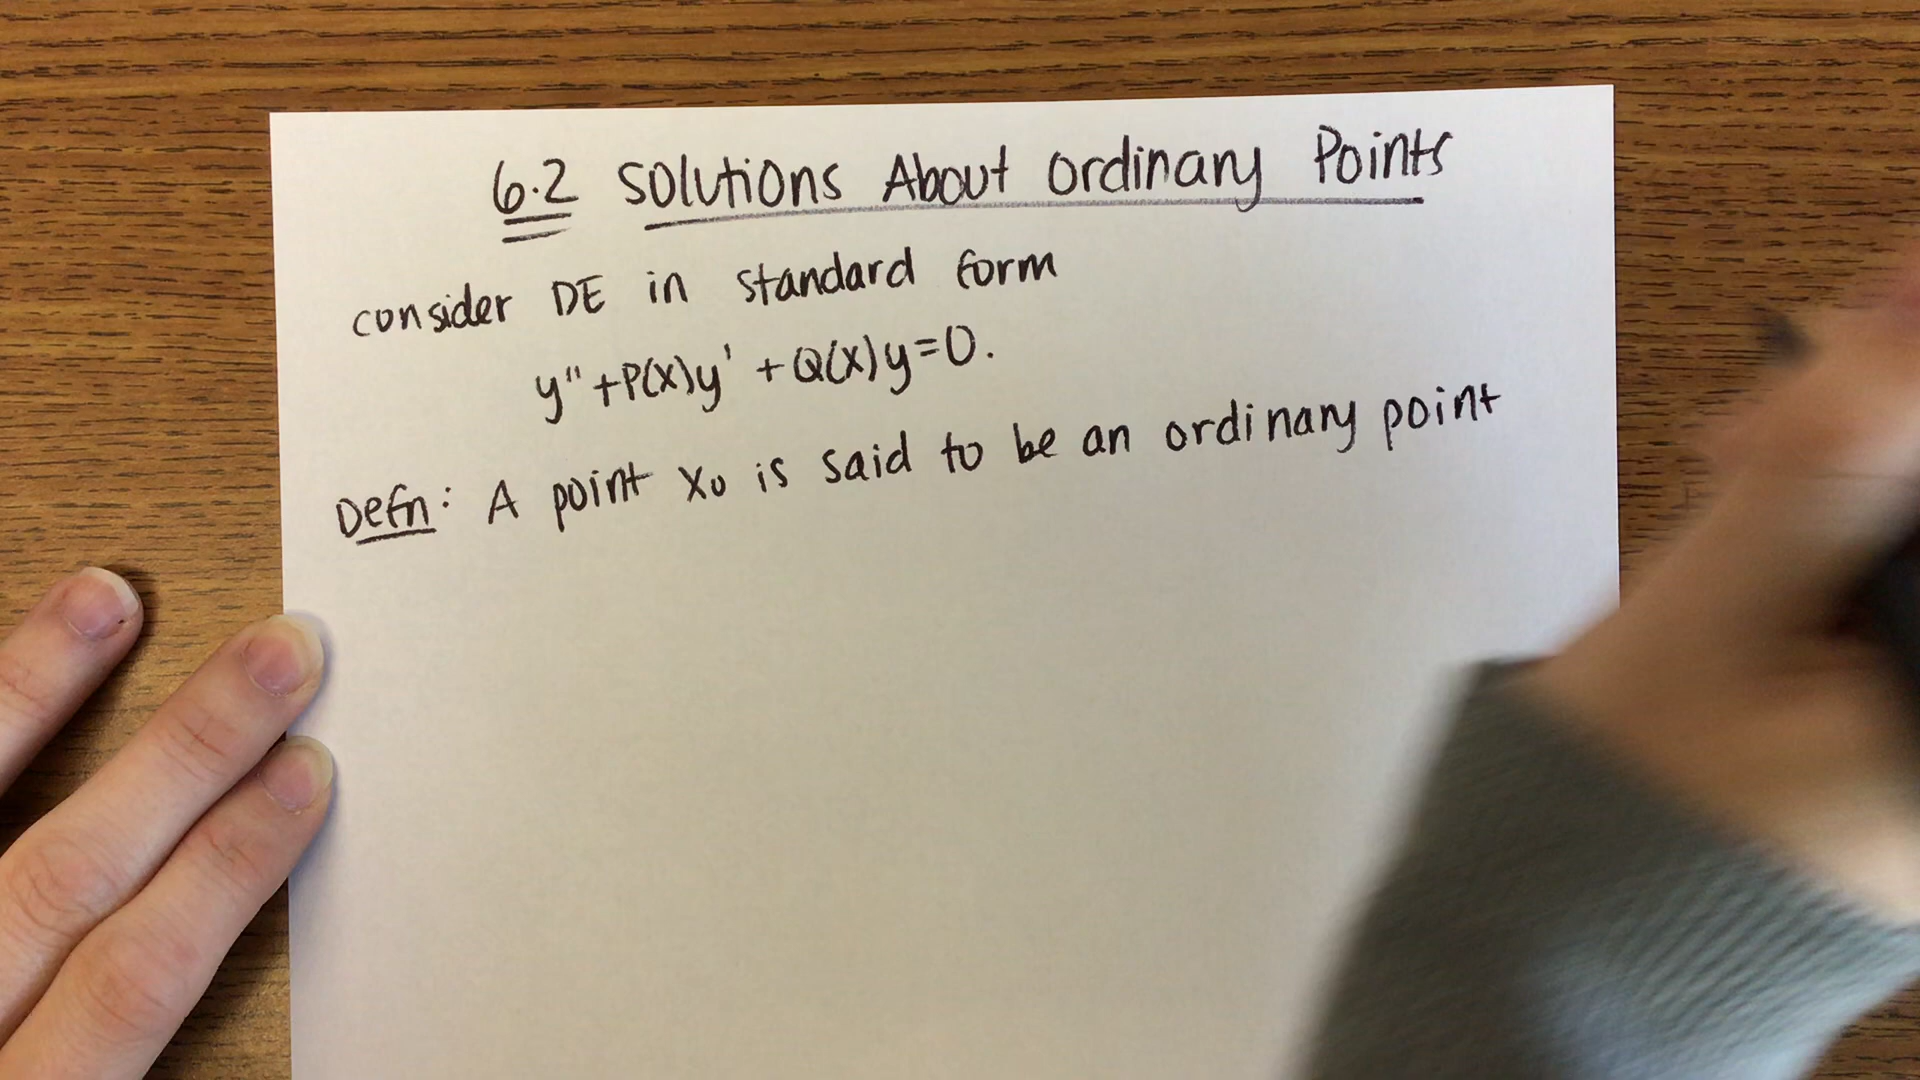 6.2 Solutions About Ordinary Points
consider DE in standard form
y"+P(x)y' +Q(x)y=0.
Defn: A point x₀ is said to be an ordinary point